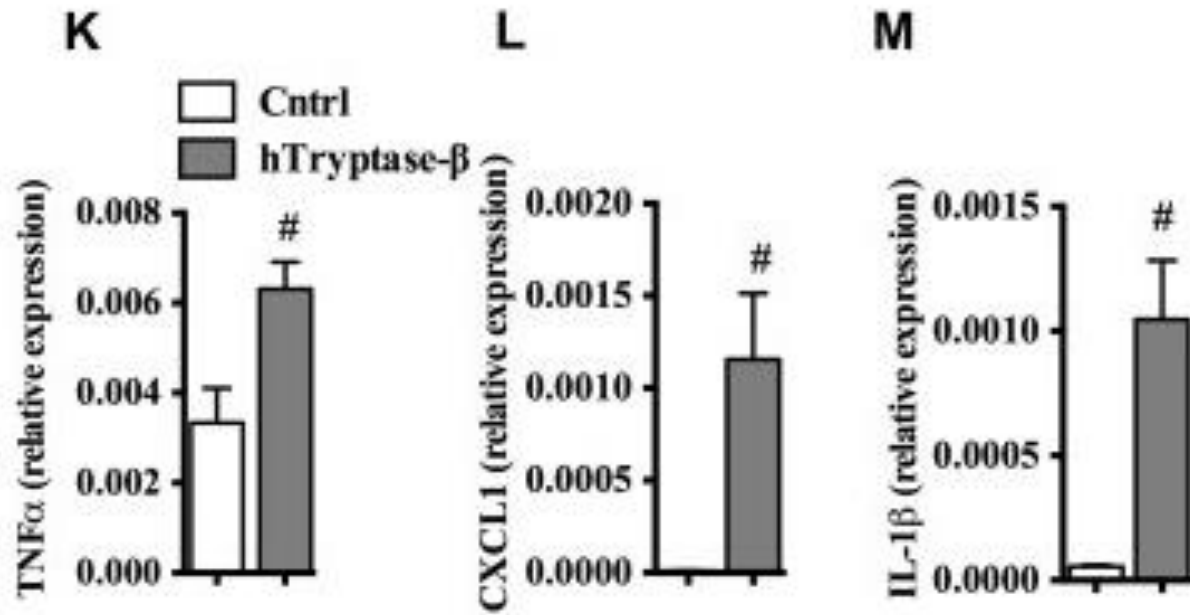 K
L
M
Cntrl
hTryptase-β
TNFα (relative expression)
0.008
0.006
0.004
0.002
0.000
#
CXCL1 (relative expression)
0.0020
0.0015
0.0010
0.0005
0.0000
#
IL-1β (relative expression)
0.0015
0.0010
0.0005
0.0000
#